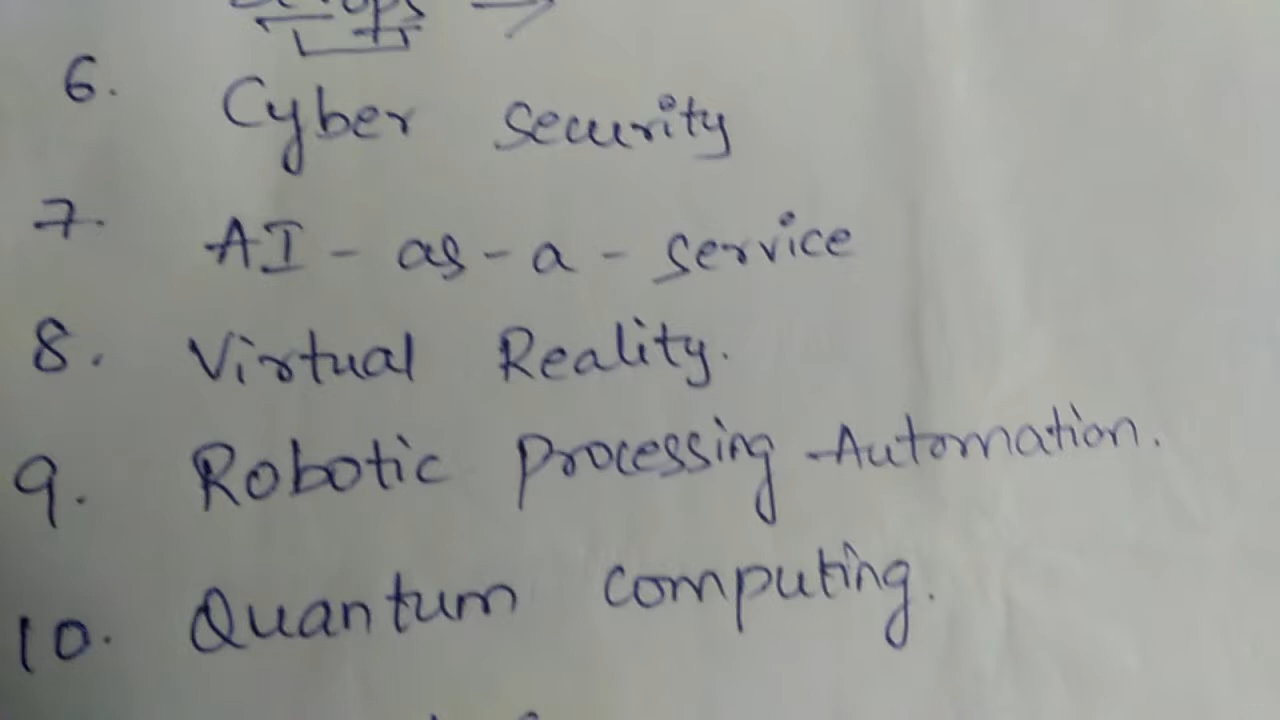 6. Cyber security
7. AI-as-a-service
8. Virtual Reality.
9. Robotic Processing Automation.
10. Quantum computing.